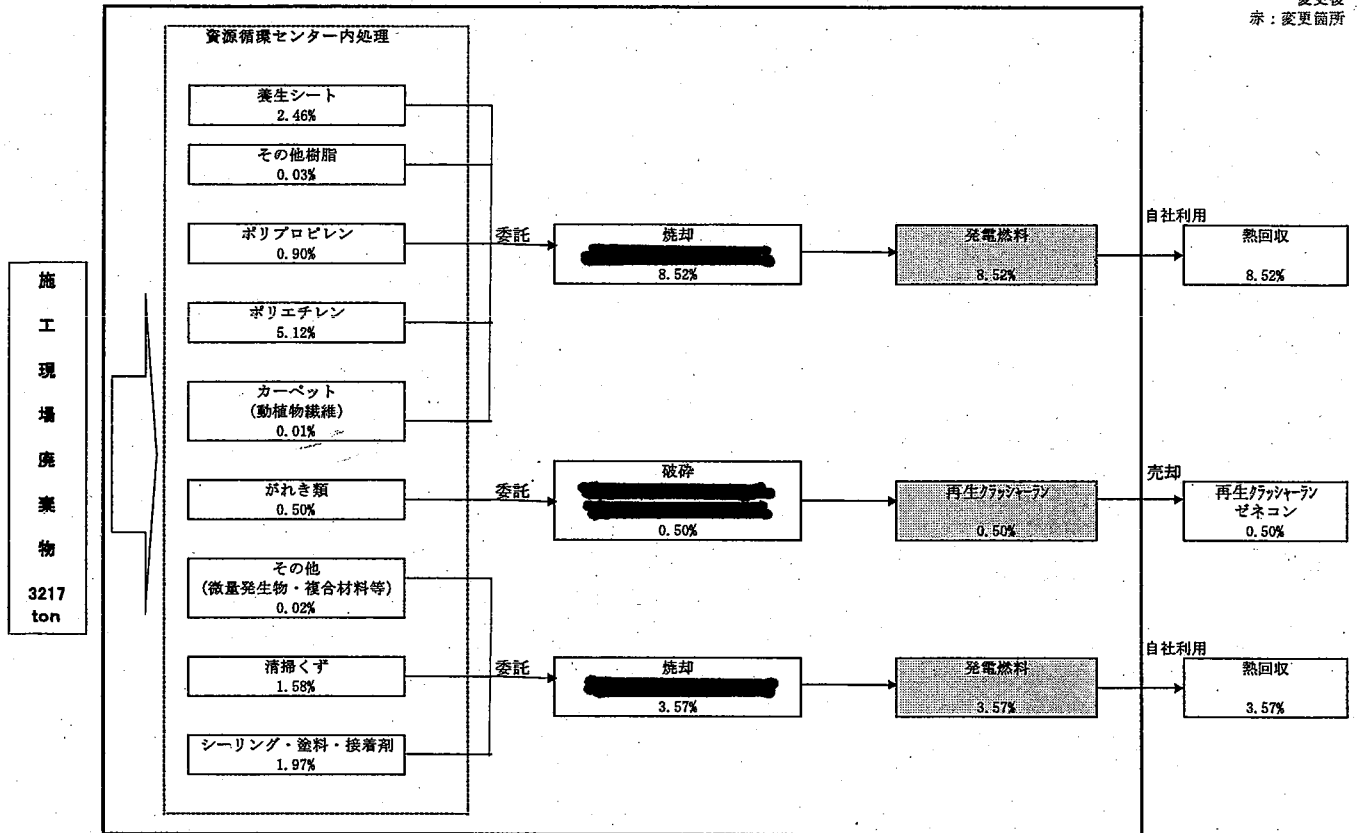 変更後
赤：変更箇所
資源循環センター内処理
養生シート
2.46%
その他樹脂
0.03%
ポリプロピレン
0.90%
ポリエチレン
5.12%
カーペット
(動植物繊維)
0.01%
がれき類
0.50%
その他
(微量発生物・複合材料等)
0.02%
清掃くず
1.58%
シーリング・塗料・接着剤
1.97%
施
工
現
場
廃
棄
物
3217
ton
委託
焼却
8.52%
発電燃料
8.52%
自社利用
熱回収
8.52%
委託
破砕
0.50%
再生クラッシャーラン
0.50%
売却
再生クラッシャーラン
ゼネコン
0.50%
委託
焼却
3.57%
発電燃料
3.57%
自社利用
熱回収
3.57%